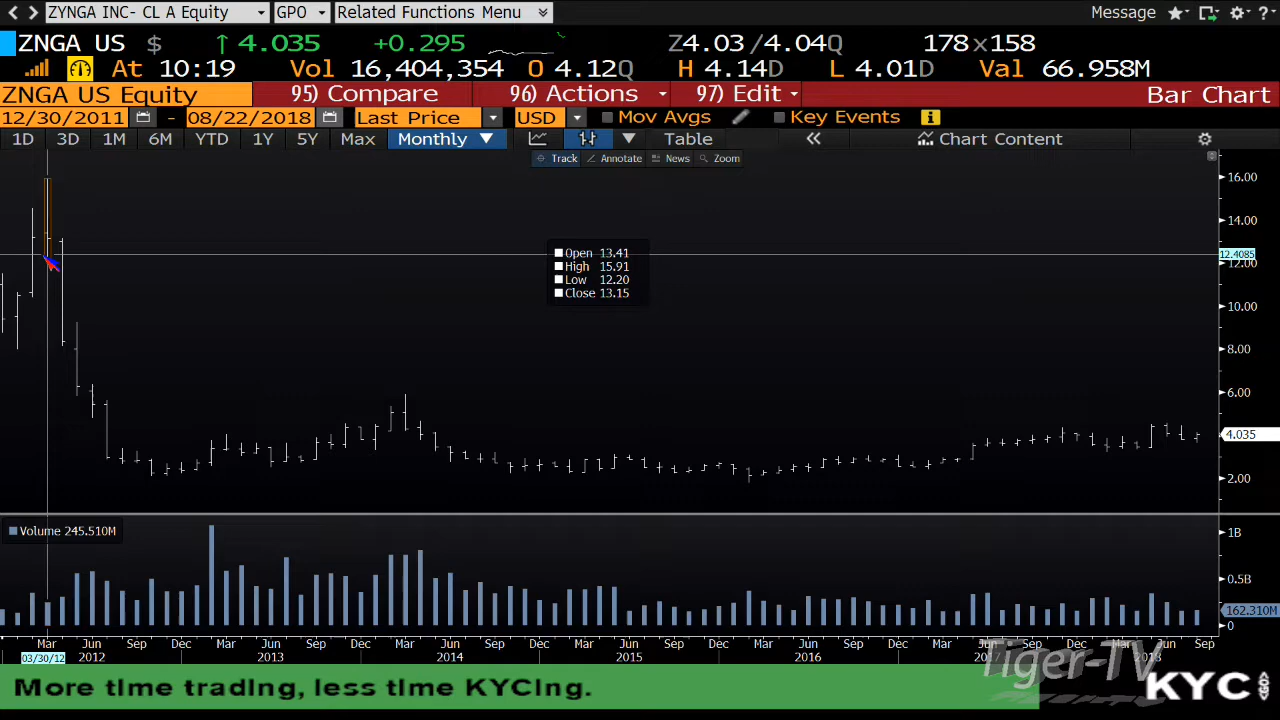 ZYNGA INC- CL A Equity GPO Related Functions Menu Message ?
ZNGA US $ ↑ 4.035 +0.295 Z4.03 /4.04Q 178 x158
At 10:19 Vol 16,404,354 O 4.12Q H 4.14D L 4.01D Val 66.958M
ZNGA US Equity 95) Compare 96) Actions 97) Edit Bar Chart
12/30/2011 - 08/22/2018 Last Price USD Mov Avgs Key Events i
1D 3D 1M 6M YTD 1Y 5Y Max Monthly ▼ Table « Chart Content
Track Annotate News Zoom
16.00
14.00
Open 13.41
12.4085
High 15.91
12.00
Low 12.20
Close 13.15
10.00
8.00
6.00
4.035
2.00
Volume 245.510M
1B
0.5B
162.310M
0
Mar Jun Sep Dec Mar Jun Sep Dec Mar Jun Sep Dec Mar Jun Sep Dec Mar Jun Sep Dec Mar Jun Sep Dec Mar Jun Sep
03/30/12 2012 2013 2014 2015 2016 2017 2018
Tiger-TV
More time trading, less time KYCing.
KYC